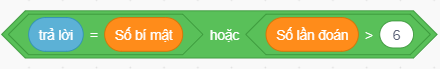 trả lời = Số bí mật hoặc Số lần đoán > 6